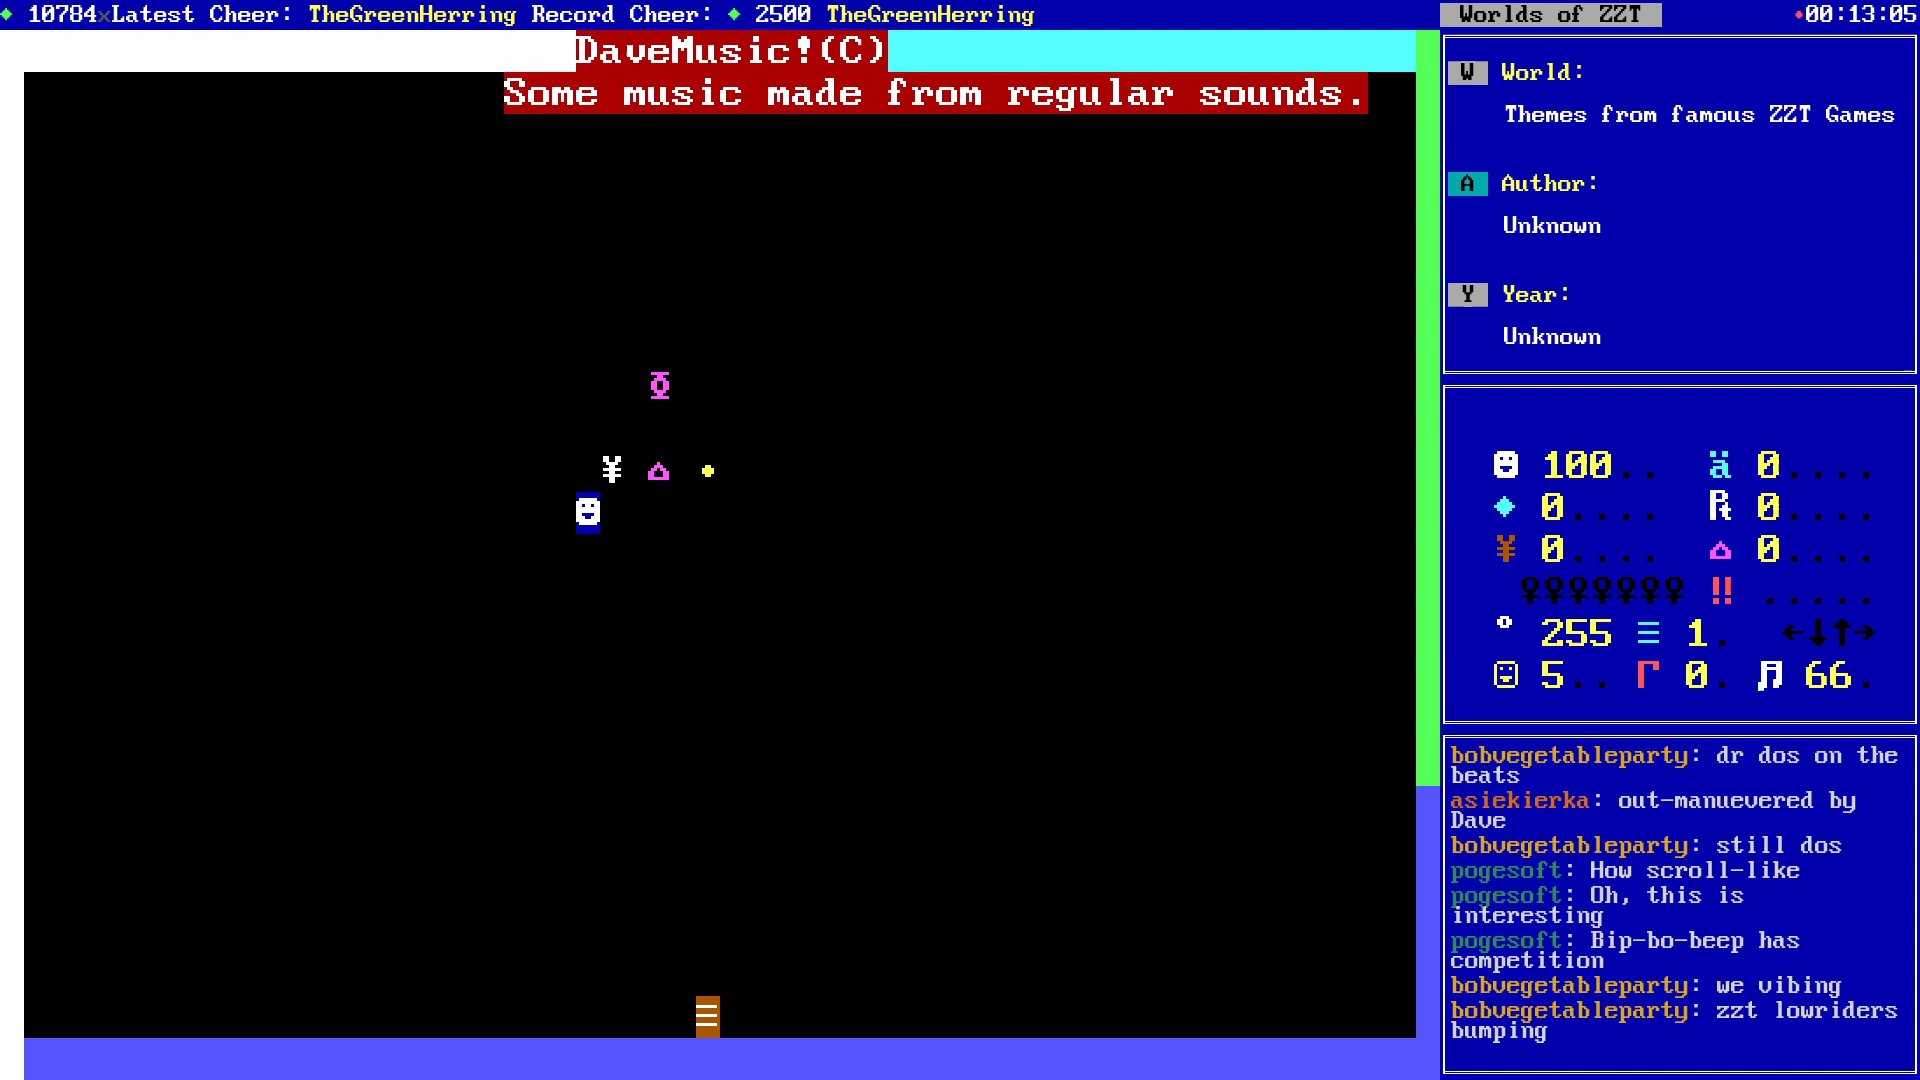 ♦ 10784xLatest Cheer: TheGreenHerring Record Cheer: ♦ 2500 TheGreenHerring
Worlds of ZZT •00:13:05
DaveMusic!(C)
Some music made from regular sounds.
W World:
Themes from famous ZZT Games
A Author:
Unknown
Y Year:
Unknown
Φ
¥ ⌂ •
☻ 100.. ä 0....
♦ 0.... ₨ 0....
¥ 0.... ⌂ 0....
♀♀♀♀♀♀♀ ‼ .....
° 255 ≡ 1. ←↓↑→
☺ 5.. Γ 0. ♫ 66.
bobvegetableparty: dr dos on the
beats
asiekierka: out-manuevered by
Dave
bobvegetableparty: still dos
pogesoft: How scroll-like
pogesoft: Oh, this is
interesting
pogesoft: Bip-bo-beep has
competition
bobvegetableparty: we vibing
bobvegetableparty: zzt lowriders
bumping